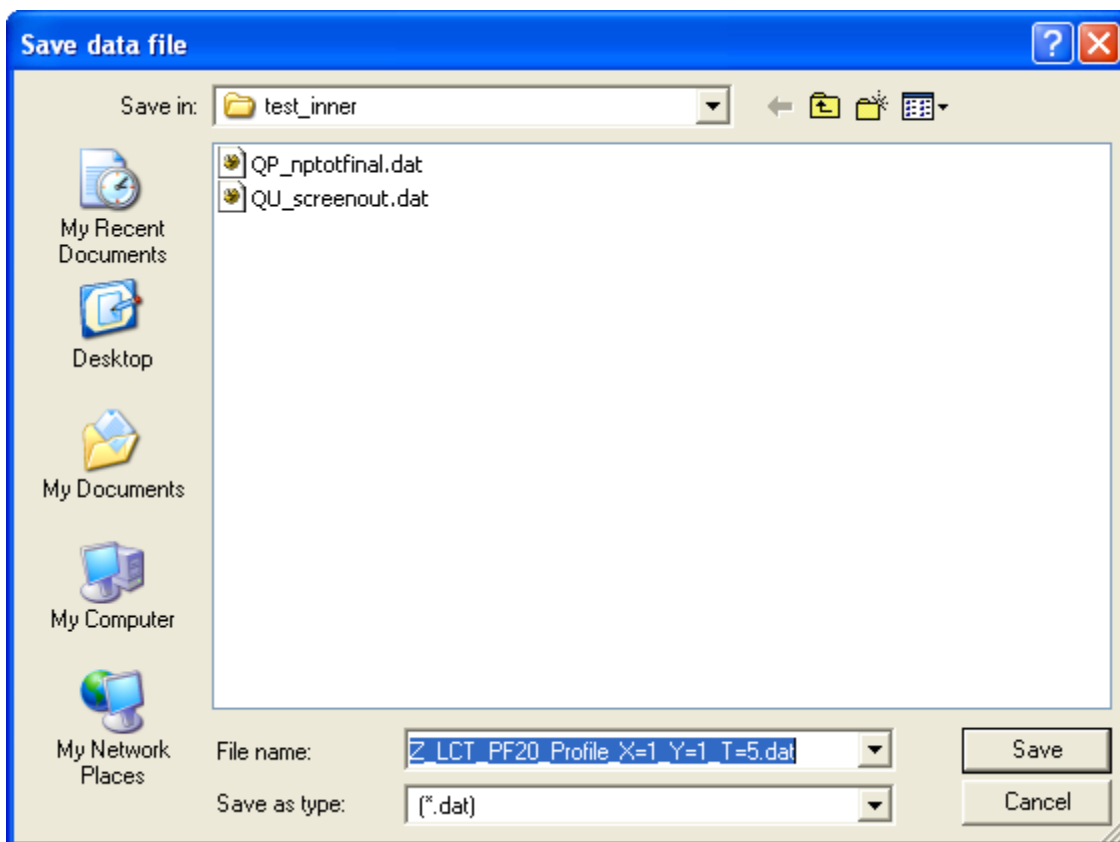 Save data file
Save in:
test_inner
QP_nptotfinal.dat
QU_screenout.dat
My Recent
Documents
Desktop
My Documents
My Computer
My Network
Places
File name:
Z_LCT_PF20_Profile_X=1_Y=1_T=5.dat
Save
Save as type:
(*.dat)
Cancel